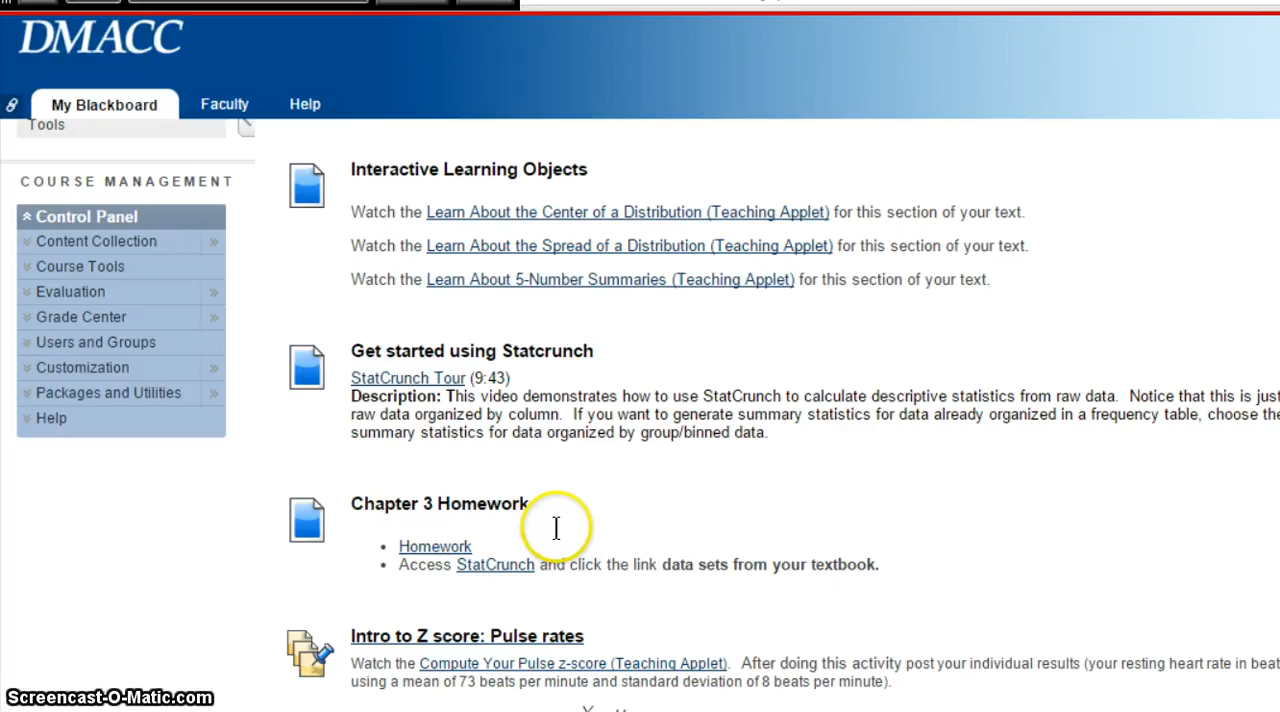 DMACC
My Blackboard
Faculty
Help
Tools
COURSE MANAGEMENT
Control Panel
Content Collection
Course Tools
Evaluation
Grade Center
Users and Groups
Customization
Packages and Utilities
Help
Interactive Learning Objects
Watch the Learn About the Center of a Distribution (Teaching Applet) for this section of your text.
Watch the Learn About the Spread of a Distribution (Teaching Applet) for this section of your text.
Watch the Learn About 5-Number Summaries (Teaching Applet) for this section of your text.
Get started using Statcrunch
StatCrunch Tour (9:43)
Description: This video demonstrates how to use StatCrunch to calculate descriptive statistics from raw data. Notice that this is just
raw data organized by column. If you want to generate summary statistics for data already organized in a frequency table, choose the
summary statistics for data organized by group/binned data.
Chapter 3 Homework
• Homework
• Access StatCrunch and click the link data sets from your textbook.
Intro to Z score: Pulse rates
Watch the Compute Your Pulse z-score (Teaching Applet). After doing this activity post your individual results (your resting heart rate in beat
using a mean of 73 beats per minute and standard deviation of 8 beats per minute).
Screencast-O-Matic.com